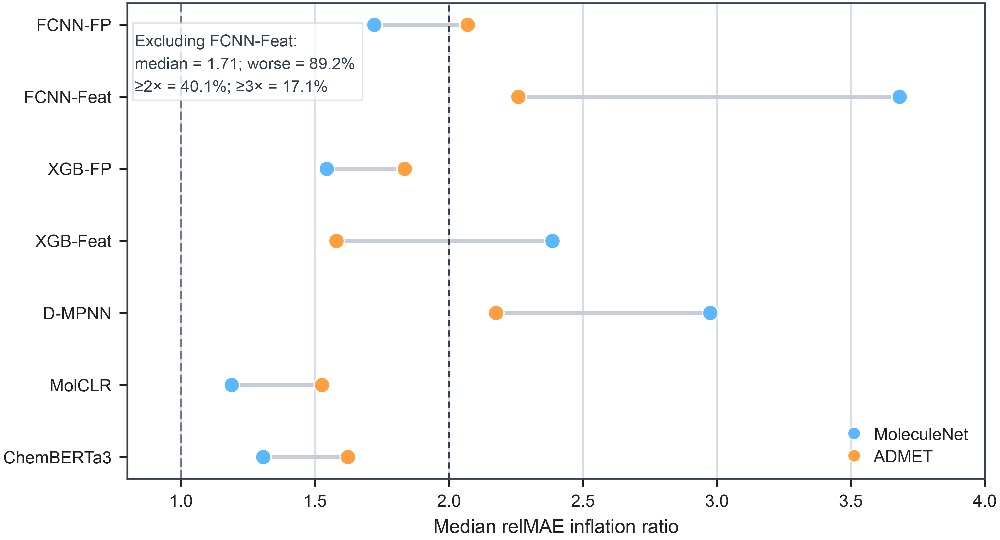 FCNN-FP
Excluding FCNN-Feat:
median = 1.71; worse = 89.2%
≥2× = 40.1%; ≥3× = 17.1%
FCNN-Feat
XGB-FP
XGB-Feat
D-MPNN
MolCLR
ChemBERTa3
MoleculeNet
ADMET
1.0 1.5 2.0 2.5 3.0 3.5 4.0
Median relMAE inflation ratio